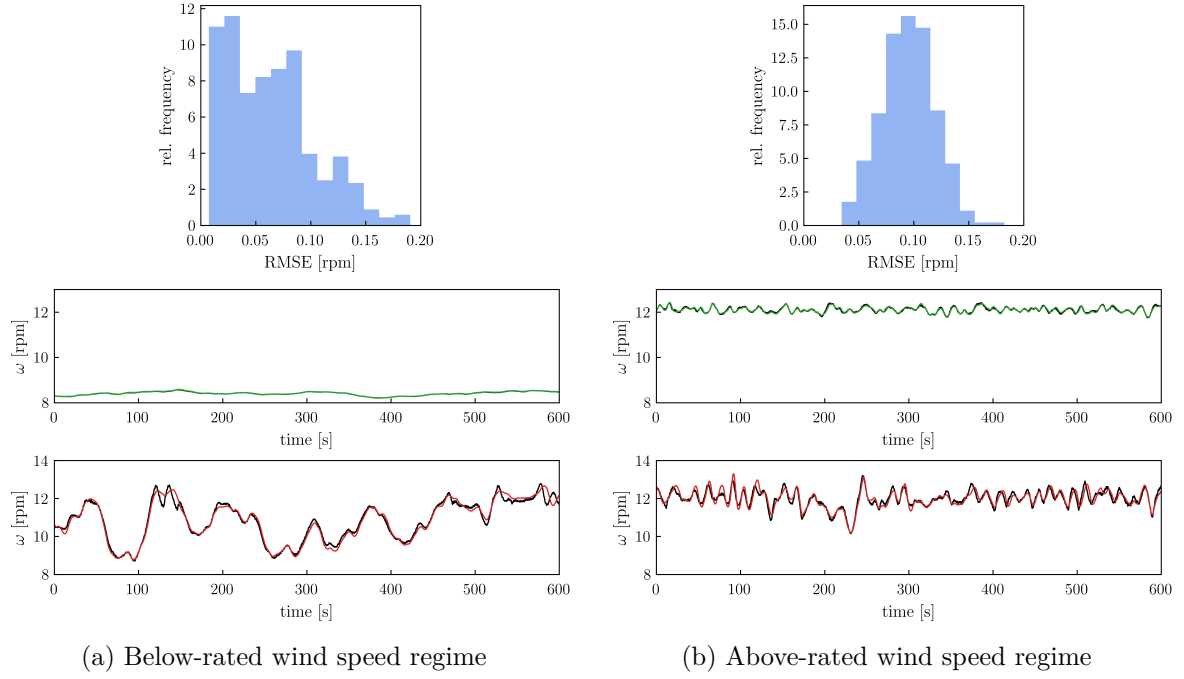 12
10
8
6
4
2
0
rel. frequency
0.00 0.05 0.10 0.15 0.20
RMSE [rpm]
15.0
12.5
10.0
7.5
5.0
2.5
0.0
rel. frequency
0.00 0.05 0.10 0.15 0.20
RMSE [rpm]
12
10
8
ω [rpm]
0 100 200 300 400 500 600
time [s]
12
10
8
ω [rpm]
0 100 200 300 400 500 600
time [s]
14
12
10
8
ω [rpm]
0 100 200 300 400 500 600
time [s]
14
12
10
8
ω [rpm]
0 100 200 300 400 500 600
time [s]
(a) Below-rated wind speed regime
(b) Above-rated wind speed regime